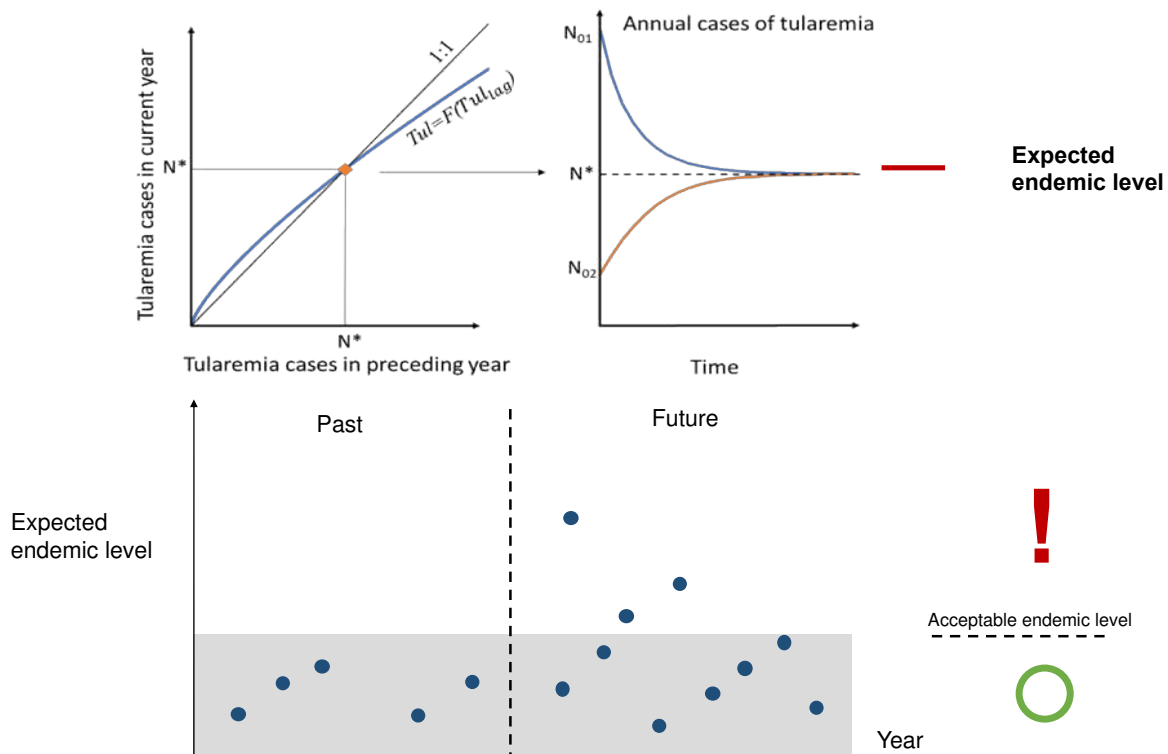 Tularemia cases in current year
N*
1:1
Tul=F(Tul_lag)
N*
Tularemia cases in preceding year
Annual cases of tularemia
N01
N*
N02
Time
Expected
endemic level
Past
Future
Expected
endemic level
!
Acceptable endemic level
Year